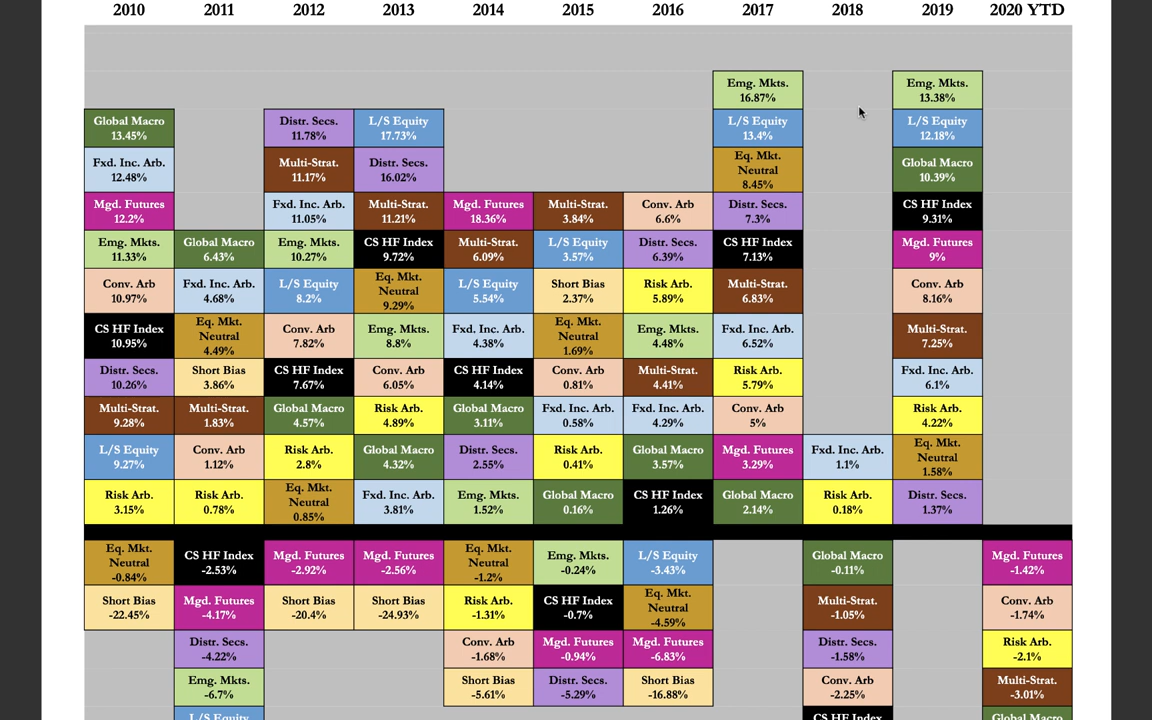 2010 2011 2012 2013 2014 2015 2016 2017 2018 2019 2020 YTD
Emg. Mkts. Emg. Mkts.
16.87% 13.38%
Global Macro Distr. Secs. L/S Equity L/S Equity L/S Equity
13.45% 11.78% 17.73% 13.4% 12.18%
Fxd. Inc. Arb. Multi-Strat. Distr. Secs. Eq. Mkt. Neutral Global Macro
12.48% 11.17% 16.02% 8.45% 10.39%
Mgd. Futures Fxd. Inc. Arb. Multi-Strat. Mgd. Futures Multi-Strat. Conv. Arb Distr. Secs. CS HF Index
12.2% 11.05% 11.21% 18.36% 3.84% 6.6% 7.3% 9.31%
Emg. Mkts. Global Macro Emg. Mkts. CS HF Index Multi-Strat. L/S Equity Distr. Secs. CS HF Index Mgd. Futures
11.33% 6.43% 10.27% 9.72% 6.09% 3.57% 6.39% 7.13% 9%
Conv. Arb Fxd. Inc. Arb. L/S Equity Eq. Mkt. Neutral L/S Equity Short Bias Risk Arb. Multi-Strat. Conv. Arb
10.97% 4.68% 8.2% 9.29% 5.54% 2.37% 5.89% 6.83% 8.16%
CS HF Index Eq. Mkt. Neutral Conv. Arb Emg. Mkts. Fxd. Inc. Arb. Eq. Mkt. Neutral Emg. Mkts. Fxd. Inc. Arb. Multi-Strat.
10.95% 4.49% 7.82% 8.8% 4.38% 1.69% 4.48% 6.52% 7.25%
Distr. Secs. Short Bias CS HF Index Conv. Arb CS HF Index Conv. Arb Multi-Strat. Risk Arb. Fxd. Inc. Arb.
10.26% 3.86% 7.67% 6.05% 4.14% 0.81% 4.41% 5.79% 6.1%
Multi-Strat. Multi-Strat. Global Macro Risk Arb. Global Macro Fxd. Inc. Arb. Fxd. Inc. Arb. Conv. Arb Risk Arb.
9.28% 1.83% 4.57% 4.89% 3.11% 0.58% 4.29% 5% 4.22%
L/S Equity Conv. Arb Risk Arb. Global Macro Distr. Secs. Risk Arb. Global Macro Mgd. Futures Fxd. Inc. Arb. Eq. Mkt. Neutral
9.27% 1.12% 2.8% 4.32% 2.55% 0.41% 3.57% 3.29% 1.1% 1.58%
Risk Arb. Risk Arb. Eq. Mkt. Neutral Fxd. Inc. Arb. Emg. Mkts. Global Macro CS HF Index Global Macro Risk Arb. Distr. Secs.
3.15% 0.78% 0.85% 3.81% 1.52% 0.16% 1.26% 2.14% 0.18% 1.37%
Eq. Mkt. Neutral CS HF Index Mgd. Futures Mgd. Futures Eq. Mkt. Neutral Emg. Mkts. L/S Equity Global Macro Mgd. Futures
-0.84% -2.53% -2.92% -2.56% -1.2% -0.24% -3.43% -0.11% -1.42%
Short Bias Mgd. Futures Short Bias Short Bias Risk Arb. CS HF Index Eq. Mkt. Neutral Multi-Strat. Conv. Arb
-22.45% -4.17% -20.4% -24.93% -1.31% -0.7% -4.59% -1.05% -1.74%
Distr. Secs. Conv. Arb Mgd. Futures Mgd. Futures Distr. Secs. Risk Arb.
-4.22% -1.68% -0.94% -6.83% -1.58% -2.1%
Emg. Mkts. Short Bias Distr. Secs. Short Bias Conv. Arb Multi-Strat.
-6.7% -5.61% -5.29% -16.88% -2.25% -3.01%
L/S Equity CS HF Index Global Macro